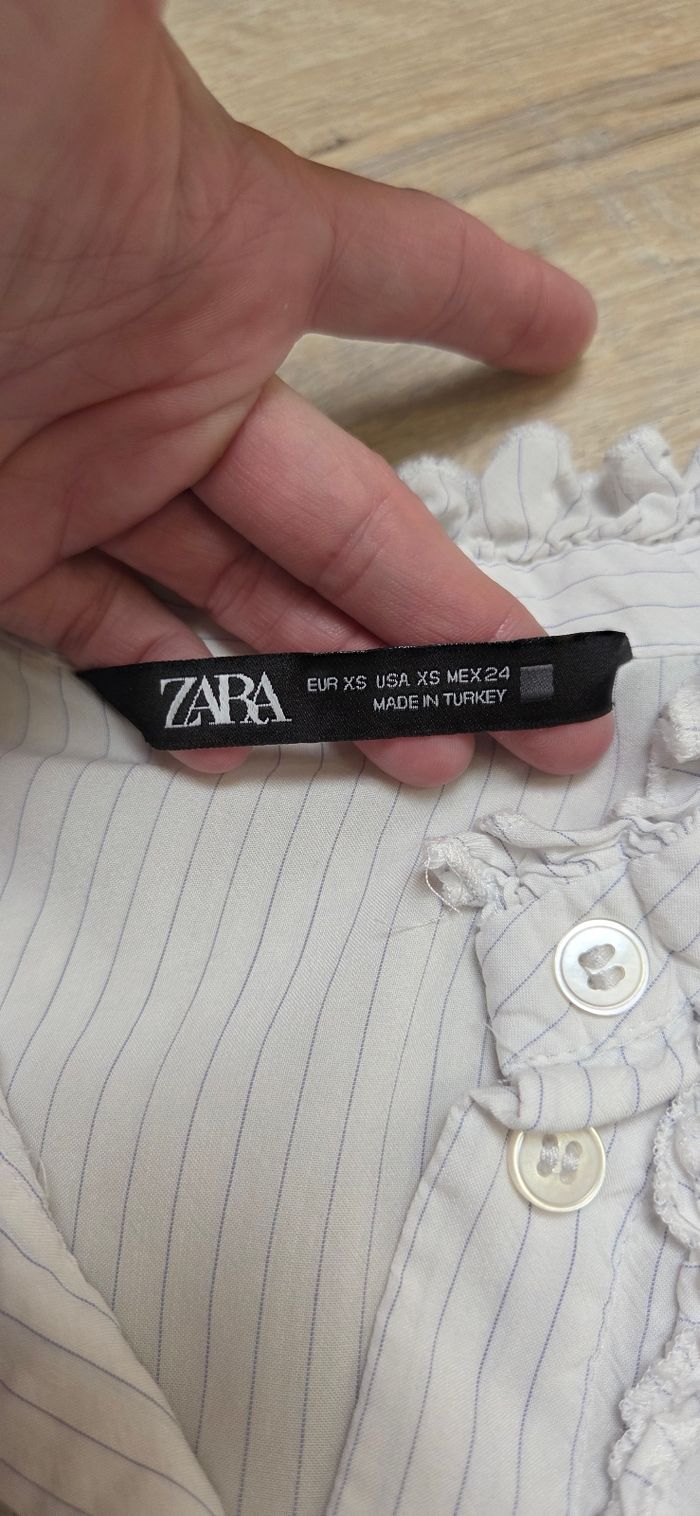 ZARA
EUR XS USA XS MEX 24
MADE IN TURKEY